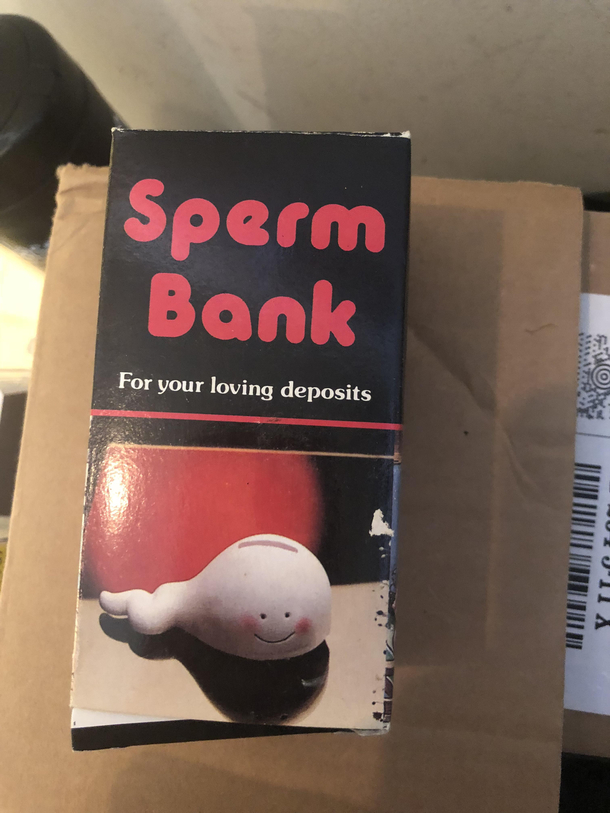 Sperm
Bank
For your loving deposits